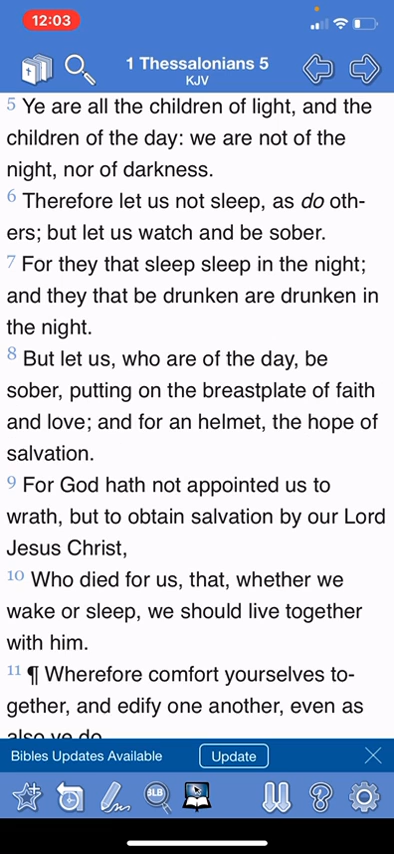 12:03
1 Thessalonians 5
KJV
5 Ye are all the children of light, and the
children of the day: we are not of the
night, nor of darkness.
6 Therefore let us not sleep, as do oth-
ers; but let us watch and be sober.
7 For they that sleep sleep in the night;
and they that be drunken are drunken in
the night.
8 But let us, who are of the day, be
sober, putting on the breastplate of faith
and love; and for an helmet, the hope of
salvation.
9 For God hath not appointed us to
wrath, but to obtain salvation by our Lord
Jesus Christ,
10 Who died for us, that, whether we
wake or sleep, we should live together
with him.
11 ¶ Wherefore comfort yourselves to-
gether, and edify one another, even as
also ye do
Bibles Updates Available
Update
BLB